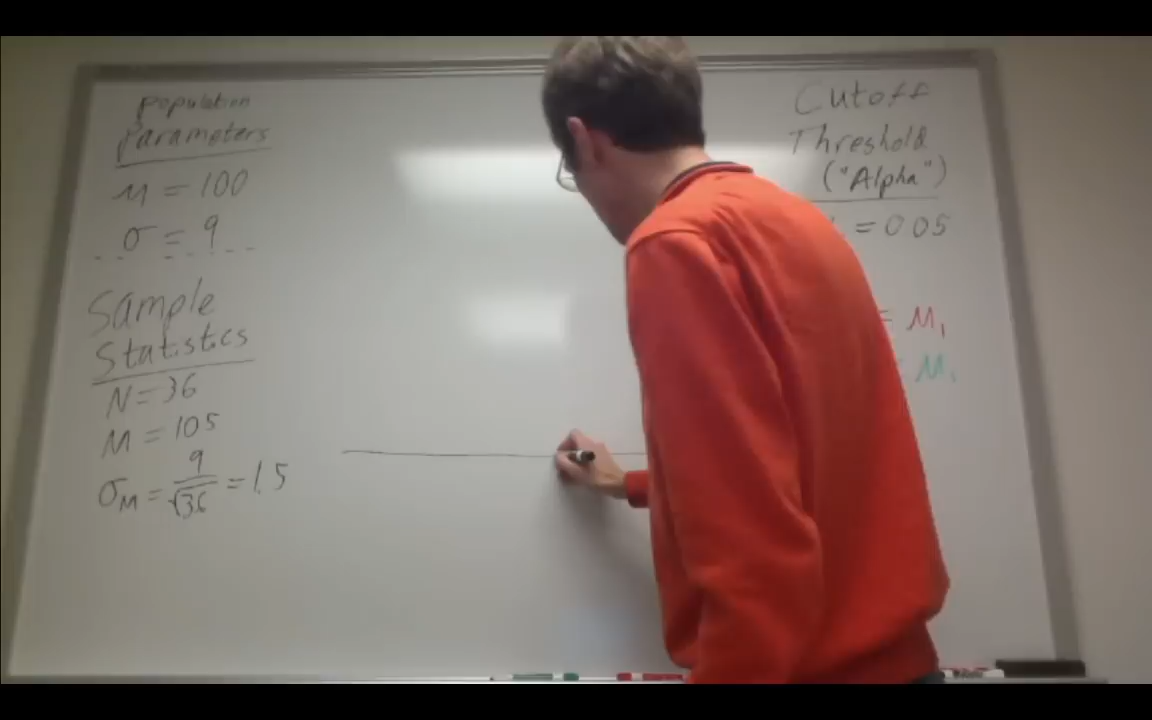 Population
Parameters
μ = 100
σ = 9
Sample
Statistics
N = 36
M = 105
σM = 9/√36 = 1.5
Cutoff
Threshold
("Alpha")
= 0.05
= M₁
M₁